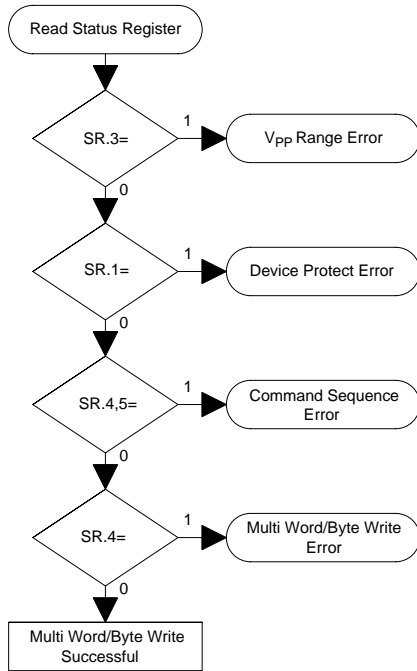 Read Status Register
SR.3=
1
VPP Range Error
0
SR.1=
1
Device Protect Error
0
SR.4,5=
1
Command Sequence
Error
0
SR.4=
1
Multi Word/Byte Write
Error
0
Multi Word/Byte Write
Successful